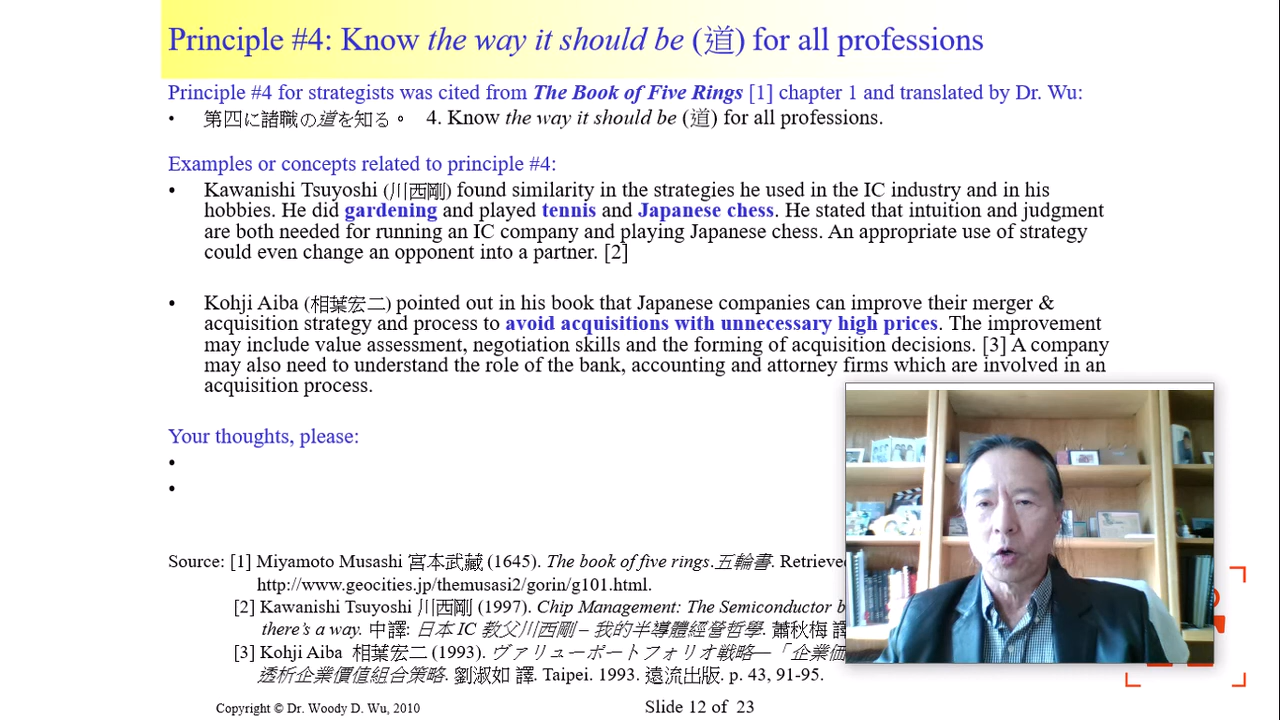 Principle #4: Know the way it should be (道) for all professions
Principle #4 for strategists was cited from The Book of Five Rings [1] chapter 1 and translated by Dr. Wu:
• 第四に諸職の道を知る。 4. Know the way it should be (道) for all professions.
Examples or concepts related to principle #4:
• Kawanishi Tsuyoshi (川西剛) found similarity in the strategies he used in the IC industry and in his
hobbies. He did gardening and played tennis and Japanese chess. He stated that intuition and judgment
are both needed for running an IC company and playing Japanese chess. An appropriate use of strategy
could even change an opponent into a partner. [2]
• Kohji Aiba (相葉宏二) pointed out in his book that Japanese companies can improve their merger &
acquisition strategy and process to avoid acquisitions with unnecessary high prices. The improvement
may include value assessment, negotiation skills and the forming of acquisition decisions. [3] A company
may also need to understand the role of the bank, accounting and attorney firms which are involved in an
acquisition process.
Your thoughts, please:
•
•
Source: [1] Miyamoto Musashi 宮本武藏 (1645). The book of five rings.五輪書. Retrieve
http://www.geocities.jp/themusasi2/gorin/g101.html.
[2] Kawanishi Tsuyoshi 川西剛 (1997). Chip Management: The Semiconductor b
there's a way. 中譯: 日本 IC 教父川西剛 – 我的半導體經營哲學. 蕭秋梅 譯
[3] Kohji Aiba 相葉宏二 (1993). ヴァリューポートフォリオ戦略—「企業価
透析企業價值組合策略. 劉淑如 譯. Taipei. 1993. 遠流出版. p. 43, 91-95.
Copyright © Dr. Woody D. Wu, 2010
Slide 12 of 23